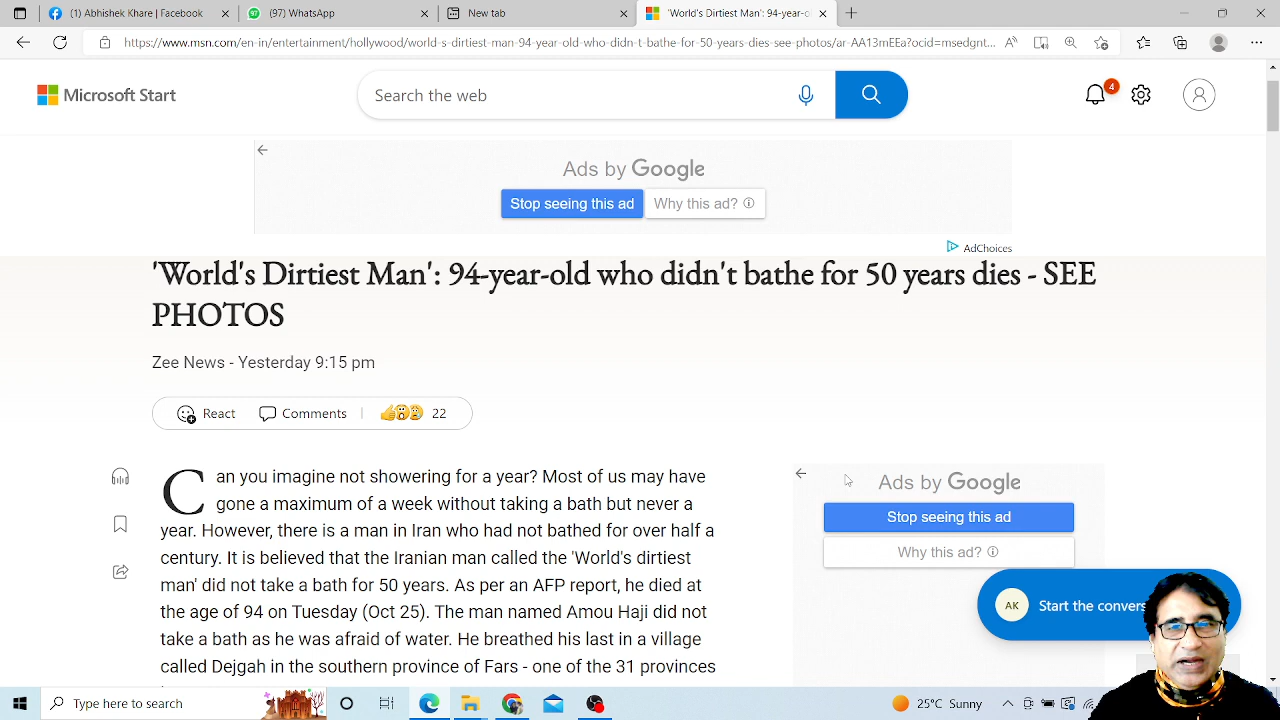 (1) Abhishek Khare | Facebook
97
(97) WhatsApp
New tab
'World's Dirtiest Man': 94-year-o
https://www.msn.com/en-in/entertainment/hollywood/world-s-dirtiest-man-94-year-old-who-didn-t-bathe-for-50-years-dies-see-photos/ar-AA13mEEa?ocid=msedgnt...
Microsoft Start
Search the web
4
Ads by Google
Stop seeing this ad
Why this ad?
AdChoices
'World's Dirtiest Man': 94-year-old who didn't bathe for 50 years dies - SEE
PHOTOS
Zee News - Yesterday 9:15 pm
React
Comments
22
Can you imagine not showering for a year? Most of us may have
gone a maximum of a week without taking a bath but never a
year. However, there is a man in Iran who had not bathed for over half a
century. It is believed that the Iranian man called the 'World's dirtiest
man' did not take a bath for 50 years. As per an AFP report, he died at
the age of 94 on Tuesday (Oct 25). The man named Amou Haji did not
take a bath as he was afraid of water. He breathed his last in a village
called Dejgah in the southern province of Fars - one of the 31 provinces
Ads by Google
Stop seeing this ad
Why this ad?
AK
Start the convers
Type here to search
25°C Sunny